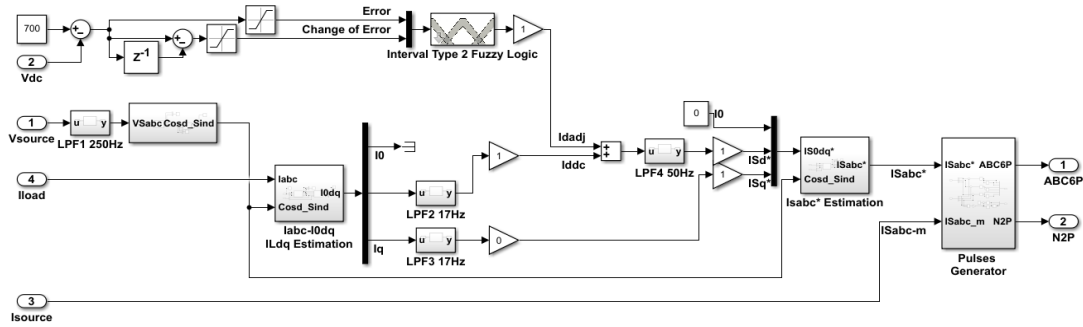 700
Error
Change of Error
1
Interval Type 2 Fuzzy Logic
2
Vdc
Z-1
1
Vsource
u y
LPF1 250Hz
VSabc Cosd_Sind
0
I0
Idadj
Iddc
u y
LPF4 50Hz
1
ISd*
1
ISq*
IS0dq*
ISabc*
Cosd_Sind
Isabc* Estimation
ISabc*
ISabc* ABC6P
ISabc_m N2P
Pulses
Generator
1
ABC6P
2
N2P
4
Iload
Iabc
I0dq
Cosd_Sind
Iabc-I0dq
ILdq Estimation
I0
1
u y
LPF2 17Hz
Iq
u y
LPF3 17Hz
0
ISabc-m
3
Isource